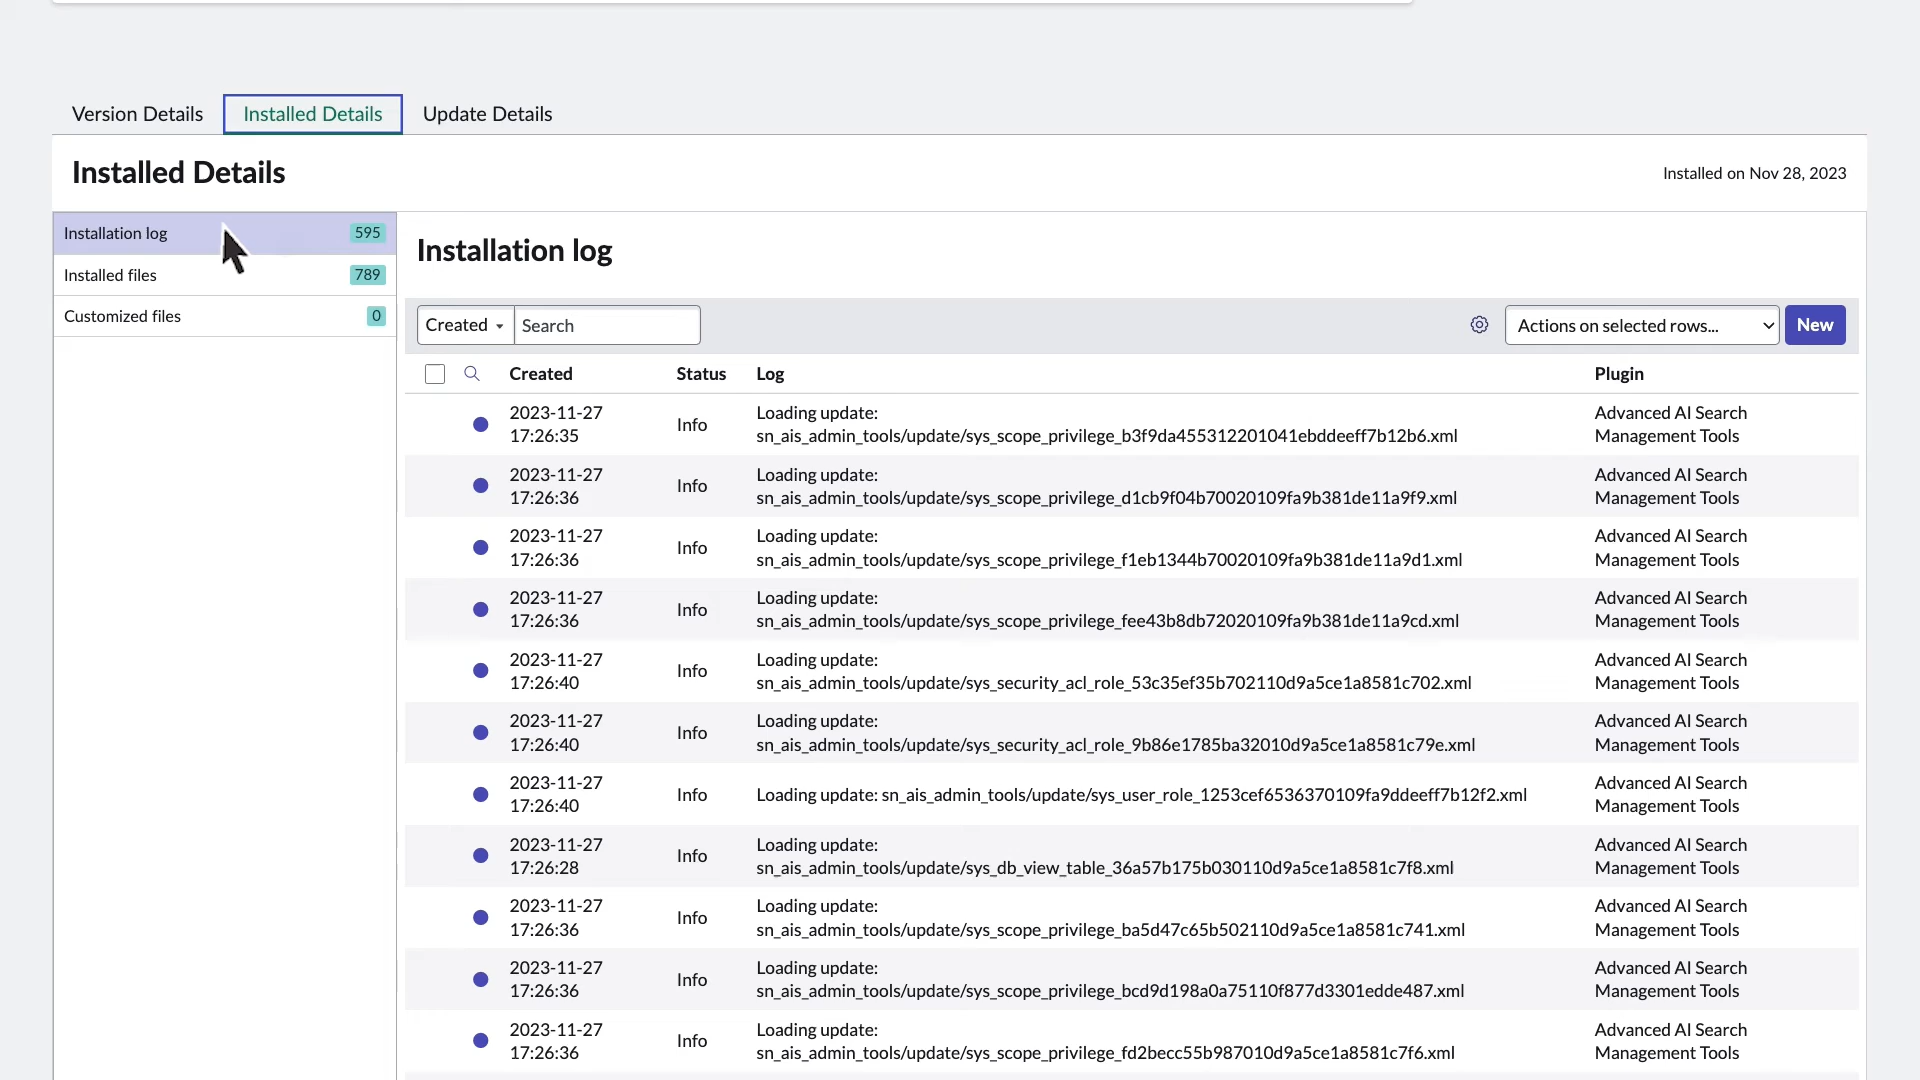 Version Details Installed Details Update Details
Installed Details
Installed on Nov 28, 2023
Installation log 595
Installed files 789
Customized files 0
Installation log
Created Search Actions on selected rows... New
Created Status Log Plugin
2023-11-27 17:26:35 Info Loading update: sn_ais_admin_tools/update/sys_scope_privilege_b3f9da455312201041ebddeeff7b12b6.xml Advanced AI Search Management Tools
2023-11-27 17:26:36 Info Loading update: sn_ais_admin_tools/update/sys_scope_privilege_d1cb9f04b70020109fa9b381de11a9f9.xml Advanced AI Search Management Tools
2023-11-27 17:26:36 Info Loading update: sn_ais_admin_tools/update/sys_scope_privilege_f1eb1344b70020109fa9b381de11a9d1.xml Advanced AI Search Management Tools
2023-11-27 17:26:36 Info Loading update: sn_ais_admin_tools/update/sys_scope_privilege_fee43b8db72020109fa9b381de11a9cd.xml Advanced AI Search Management Tools
2023-11-27 17:26:40 Info Loading update: sn_ais_admin_tools/update/sys_security_acl_role_53c35ef35b702110d9a5ce1a8581c702.xml Advanced AI Search Management Tools
2023-11-27 17:26:40 Info Loading update: sn_ais_admin_tools/update/sys_security_acl_role_9b86e1785ba32010d9a5ce1a8581c79e.xml Advanced AI Search Management Tools
2023-11-27 17:26:40 Info Loading update: sn_ais_admin_tools/update/sys_user_role_1253cef6536370109fa9ddeeff7b12f2.xml Advanced AI Search Management Tools
2023-11-27 17:26:28 Info Loading update: sn_ais_admin_tools/update/sys_db_view_table_36a57b175b030110d9a5ce1a8581c7f8.xml Advanced AI Search Management Tools
2023-11-27 17:26:36 Info Loading update: sn_ais_admin_tools/update/sys_scope_privilege_ba5d47c65b502110d9a5ce1a8581c741.xml Advanced AI Search Management Tools
2023-11-27 17:26:36 Info Loading update: sn_ais_admin_tools/update/sys_scope_privilege_bcd9d198a0a75110f877d3301edde487.xml Advanced AI Search Management Tools
2023-11-27 17:26:36 Info Loading update: sn_ais_admin_tools/update/sys_scope_privilege_fd2becc55b987010d9a5ce1a8581c7f6.xml Advanced AI Search Management Tools